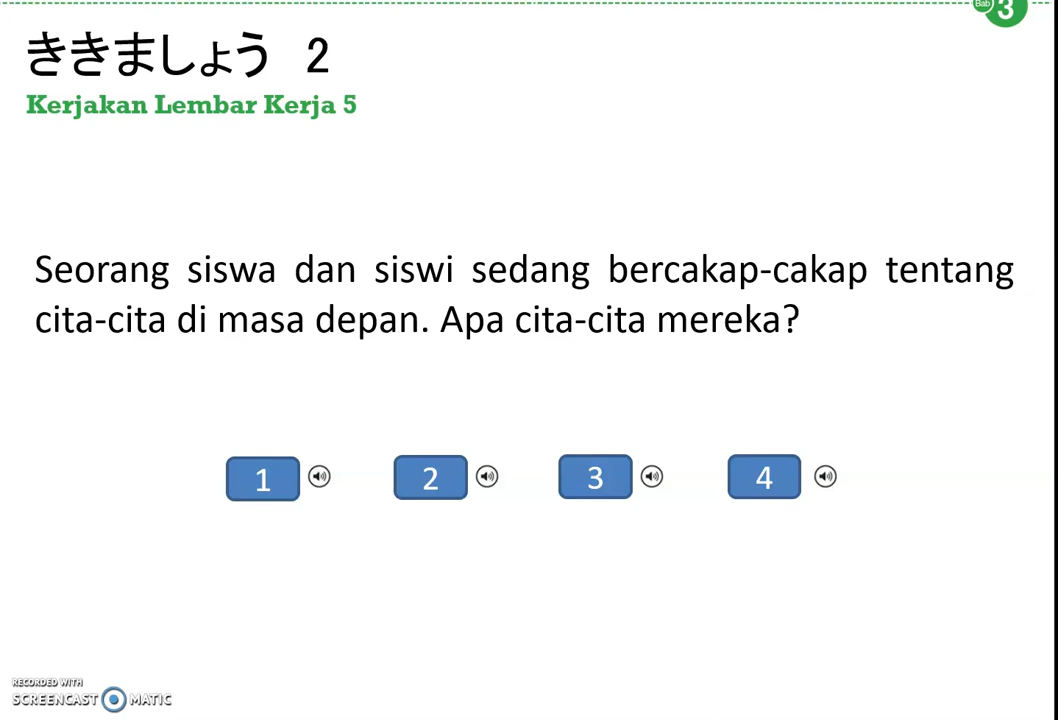 Bab 3
ききましょう 2
Kerjakan Lembar Kerja 5
Seorang siswa dan siswi sedang bercakap-cakap tentang
cita-cita di masa depan. Apa cita-cita mereka?
1 2 3 4
RECORDED WITH
SCREENCAST MATIC